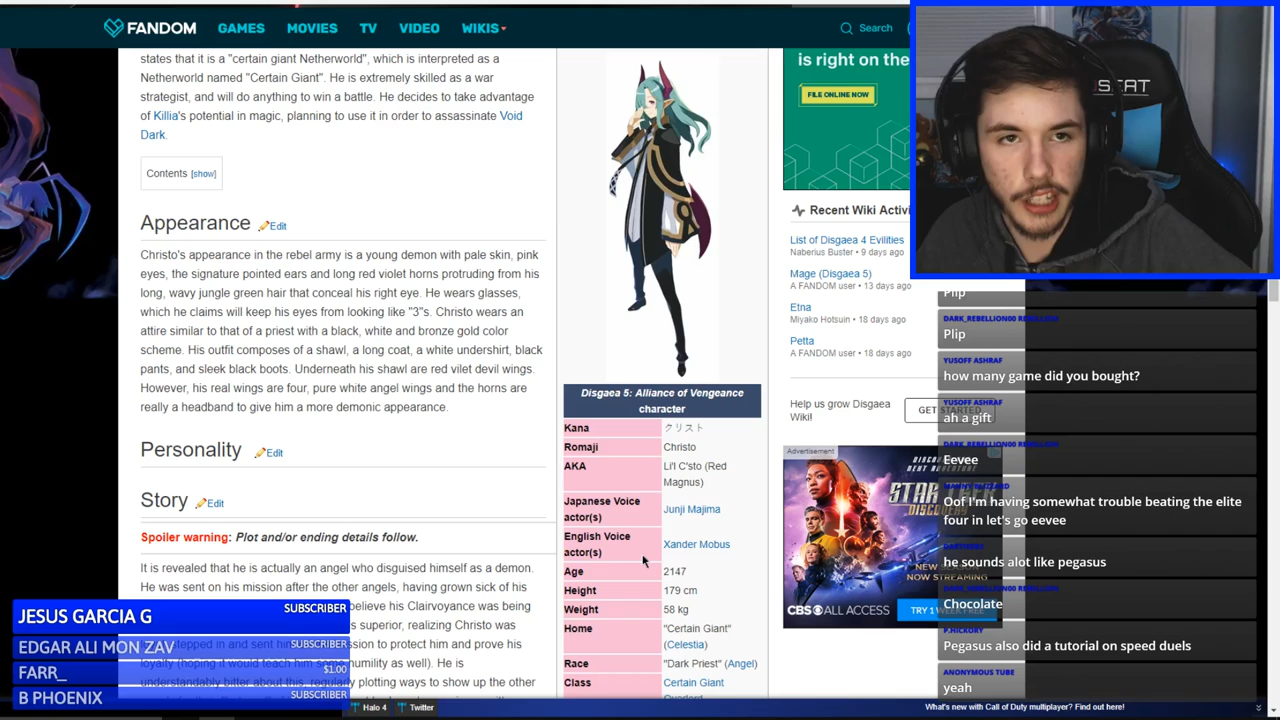 FANDOM GAMES MOVIES TV VIDEO WIKIS Search
states that it is a "certain giant Netherworld", which is interpreted as a
Netherworld named "Certain Giant". He is extremely skilled as a war
strategist, and will do anything to win a battle. He decides to take advantage
of Killia's potential in magic, planning to use it in order to assassinate Void
Dark.
Contents [show]
Appearance Edit
Christo's appearance in the rebel army is a young demon with pale skin, pink
eyes, the signature pointed ears and long red violet horns protruding from his
long, wavy jungle green hair that conceal his right eye. He wears glasses,
which he claims will keep his eyes from looking like "3"s. Christo wears an
attire similar to that of a priest with a black, white and bronze gold color
scheme. His outfit composes of a shawl, a long coat, a white undershirt, black
pants, and sleek black boots. Underneath his shawl are red vilet devil wings.
However, his real wings are four, pure white angel wings and the horns are
really a headband to give him a more demonic appearance.
Personality Edit
Story Edit
Spoiler warning: Plot and/or ending details follow.
It is revealed that he is actually an angel who disguised himself as a demon.
He was sent on his mission after the other angels, having grown sick of his
believe his Clairvoyance was being
s superior, realizing Christo was
stepped in and sent
ssion to protect him and prove his
loyalty (hoping it would teach him some humility as well). He is
understandably bitter about this, regularly plotting ways to show up the other
Disgaea 5: Alliance of Vengeance
character
Kana クリスト
Romaji Christo
AKA Li'l C'sto (Red
Magnus)
Japanese Voice
actor(s) Junji Majima
English Voice
actor(s) Xander Mobus
Age 2147
Height 179 cm
Weight 58 kg
Home "Certain Giant"
(Celestia)
Race "Dark Priest" (Angel)
Class Certain Giant
Overlord
is right on the
FILE ONLINE NOW
Recent Wiki Activi
List of Disgaea 4 Evilities
Naberius Buster • 9 days ago
Mage (Disgaea 5)
A FANDOM user • 13 days ago
Etna
Miyako Hotsuin • 18 days ago
Petta
A FANDOM user • 18 days ago
Help us grow Disgaea
Wiki!
GET STARTED
Advertisement
STAR TREK
DISCOVERY
NOW STREAMING
CBS ALL ACCESS
TRY 1 WEEK FREE
Plip
DARK_REBELLION00 REBELLION
Plip
YUSOFF ASHRAF
how many game did you bought?
YUSOFF ASHRAF
ah a gift
DARK_REBELLION00 REBELLION
Eevee
Oof I'm having somewhat trouble beating the elite
four in let's go eevee
he sounds alot like pegasus
DARK_REBELLION00 REBELLION
Chocolate
P.HICKORY
Pegasus also did a tutorial on speed duels
ANONYMOUS TUBE
yeah
JESUS GARCIA G SUBSCRIBER
EDGAR ALI MON ZAV SUBSCRIBER
FARR_ $1.00
B PHOENIX SUBSCRIBER
Halo 4 Twitter
What's new with Call of Duty multiplayer? Find out here!